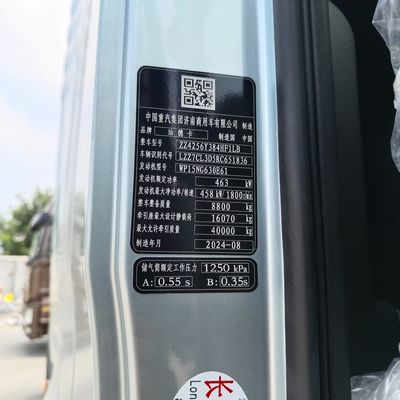 中国重汽集团济南商用车有限公司 制造
品牌 汕德卡 制造国 中国
整车型号 ZZ4256Y384HF1LB
车辆识别代号 LZZ7CL3D5RC651836
发动机型号 WP15NG630E61
发动机额定功率 463 kW
发动机最大净功率/转速 458 kW/1800r/min
整车整备质量 8800 kg
牵引座最大设计静载荷 16070 kg
最大允许牵引质量 40000 kg
制造年月 2024-08
储气筒额定工作压力 1250 kPa
A: 0.55 s B: 0.35s
长
Lon